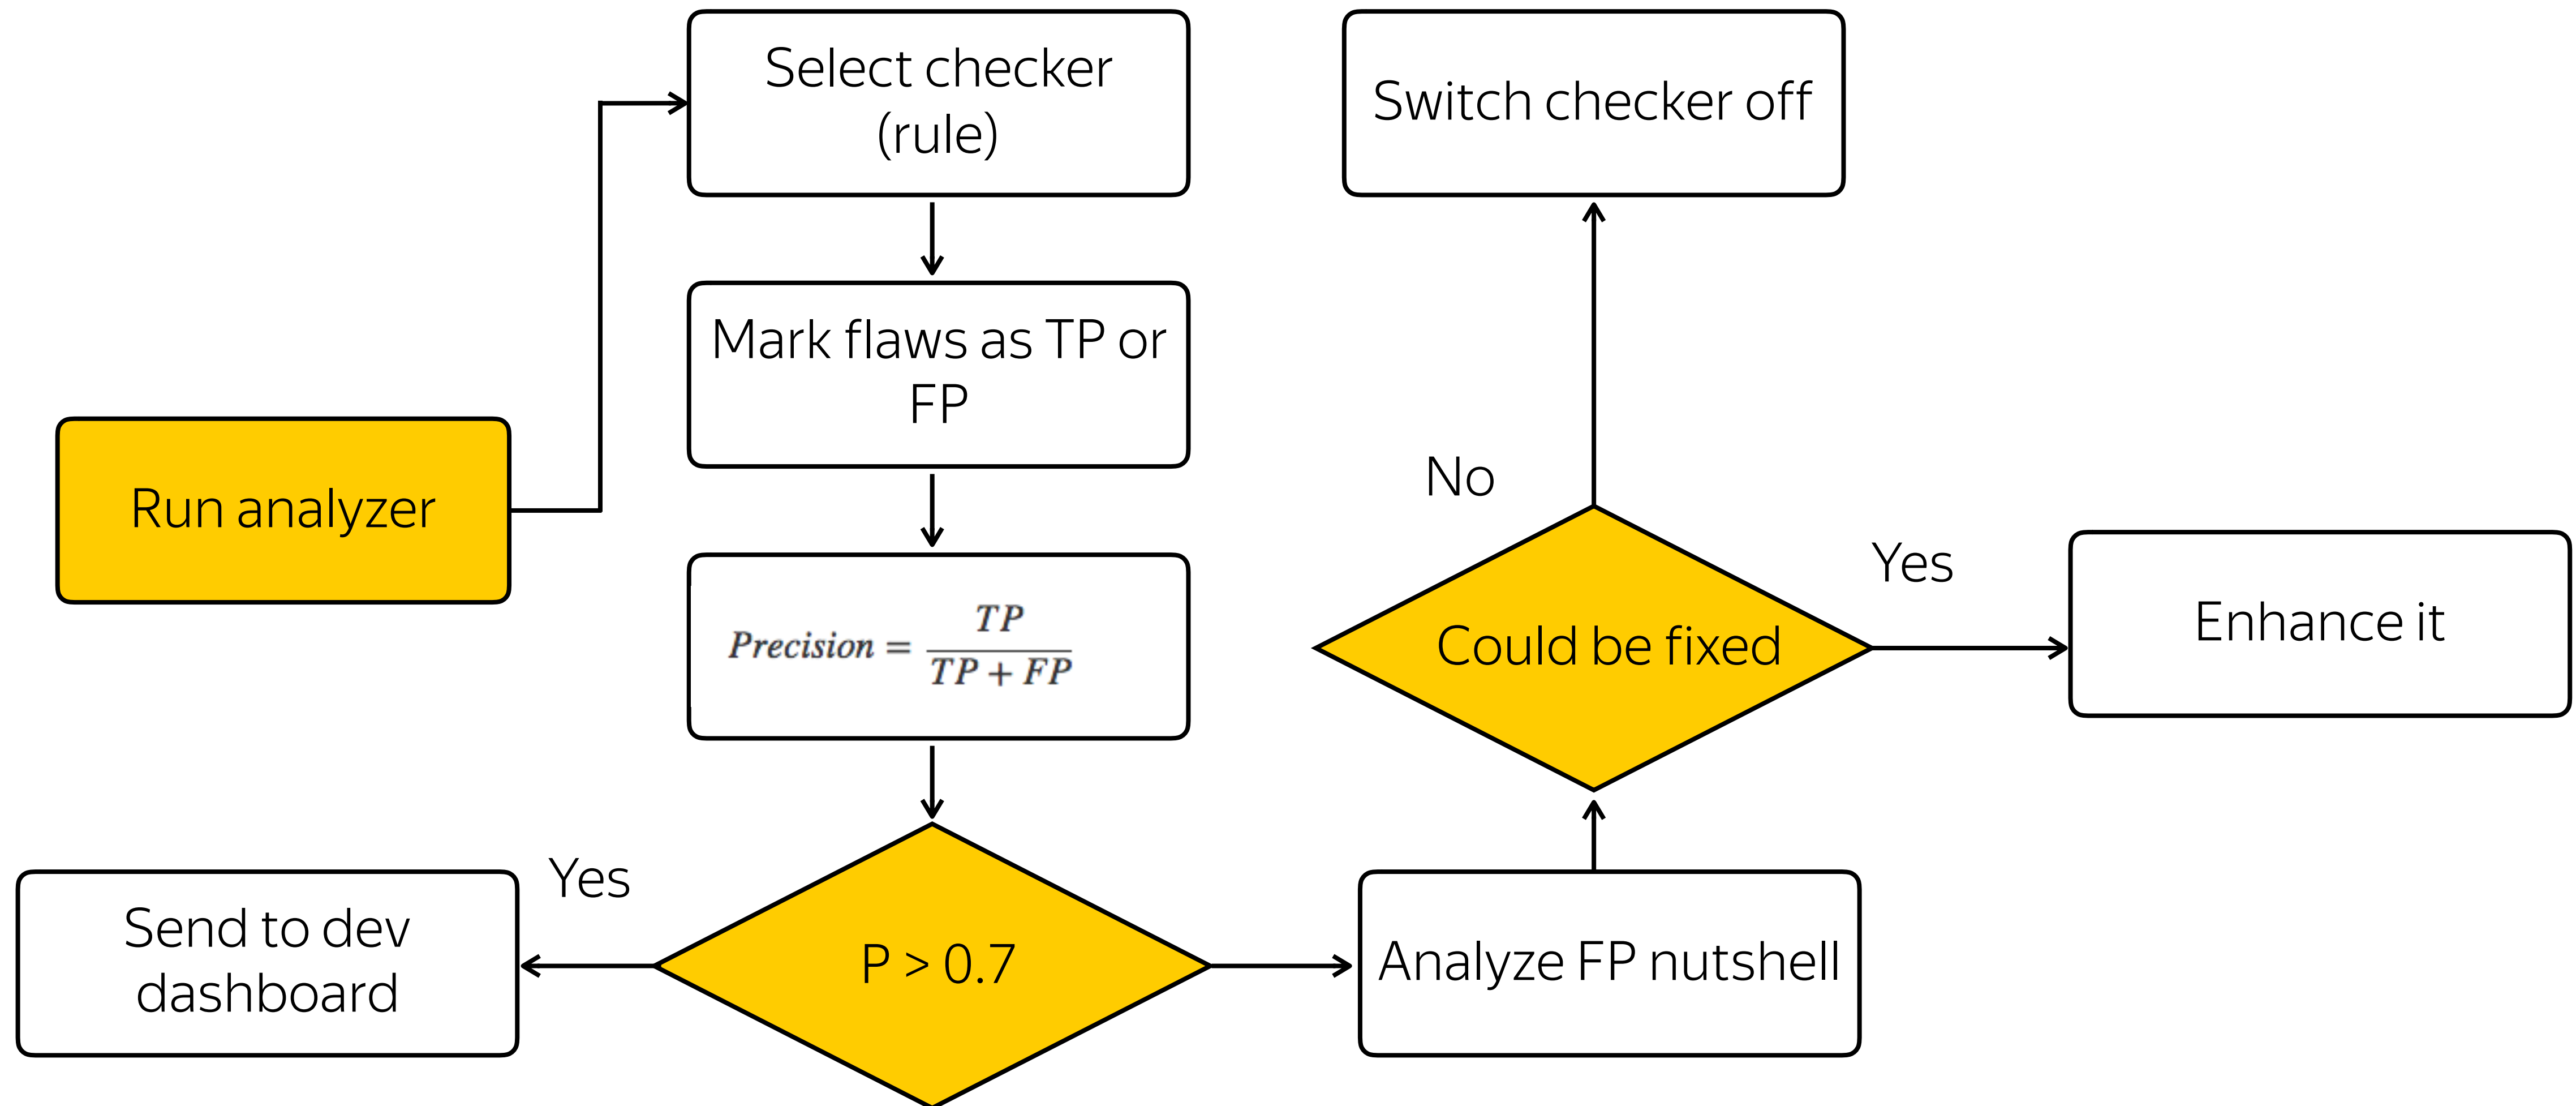 Select checker
(rule)
Switch checker off
Mark flaws as TP or
FP
Run analyzer
No
Yes
Enhance it
Precision = TP / TP + FP
Could be fixed
Yes
Send to dev
dashboard
P > 0.7
Analyze FP nutshell